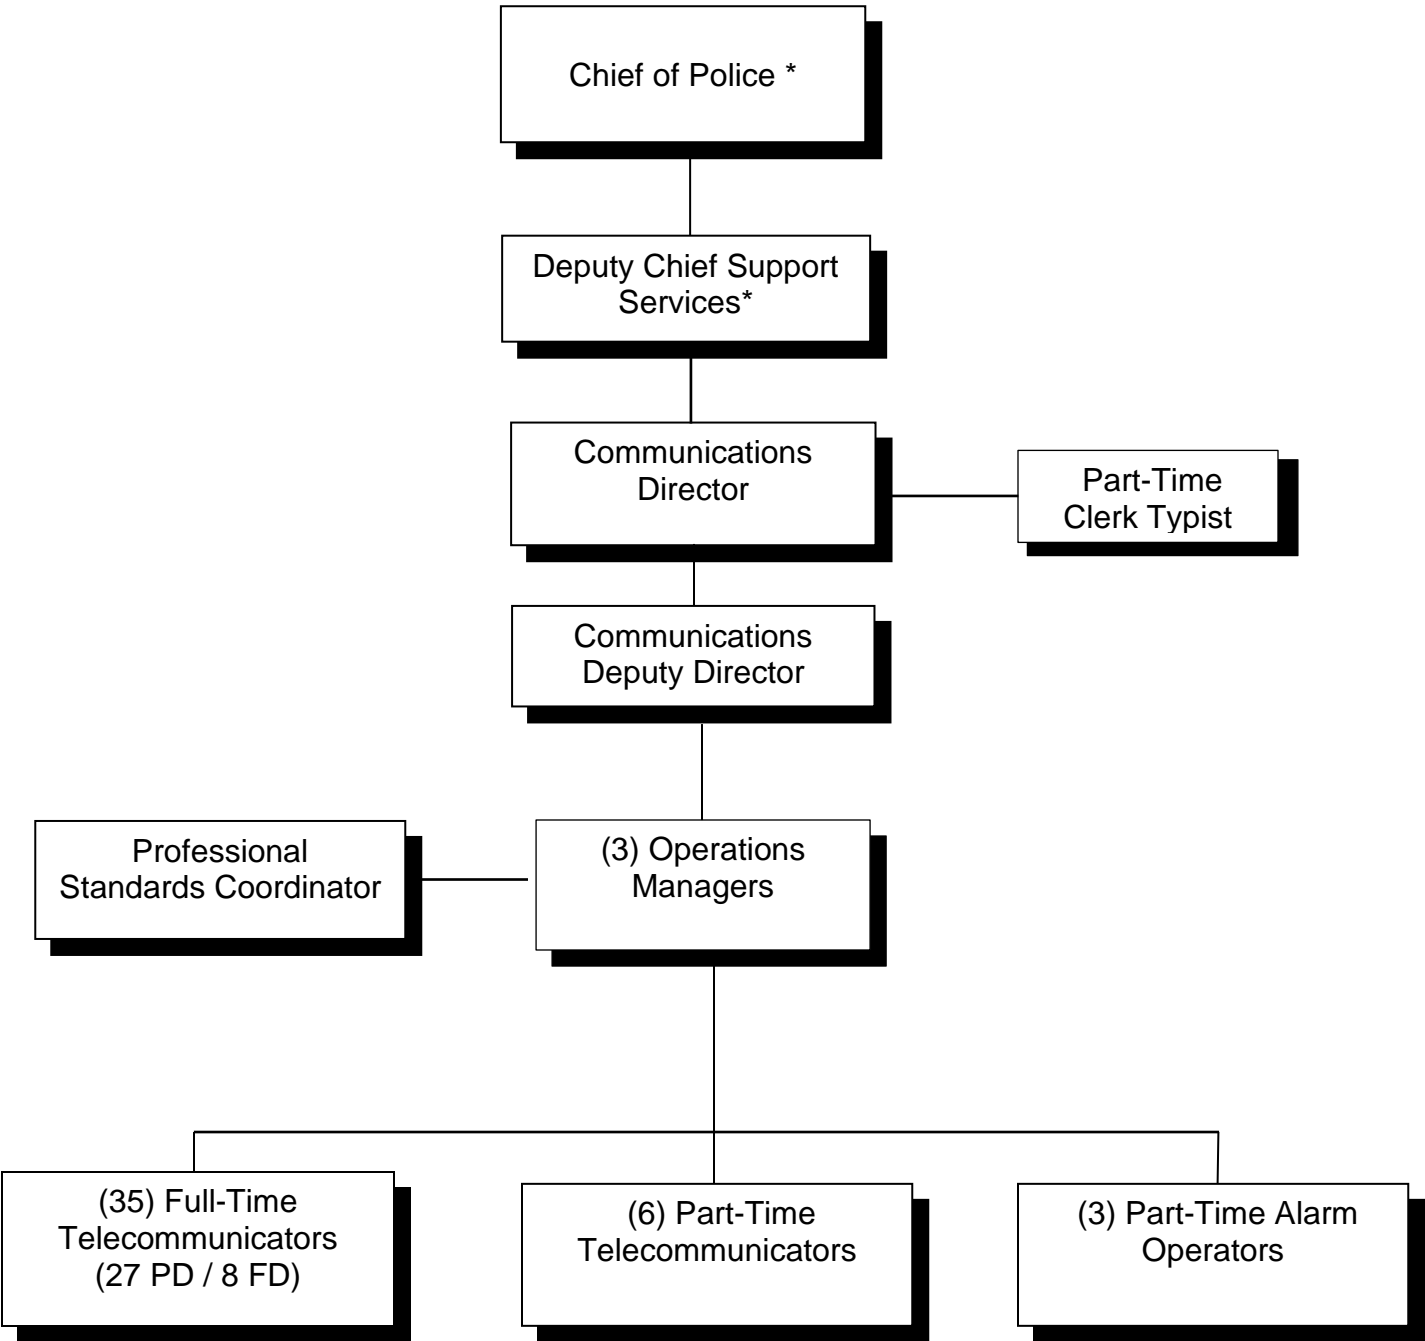 Chief of Police *
Deputy Chief Support
Services*
Communications
Director
Part-Time
Clerk Typist
Communications
Deputy Director
Professional
Standards Coordinator
(3) Operations
Managers
(35) Full-Time
Telecommunicators
(27 PD / 8 FD)
(6) Part-Time
Telecommunicators
(3) Part-Time Alarm
Operators